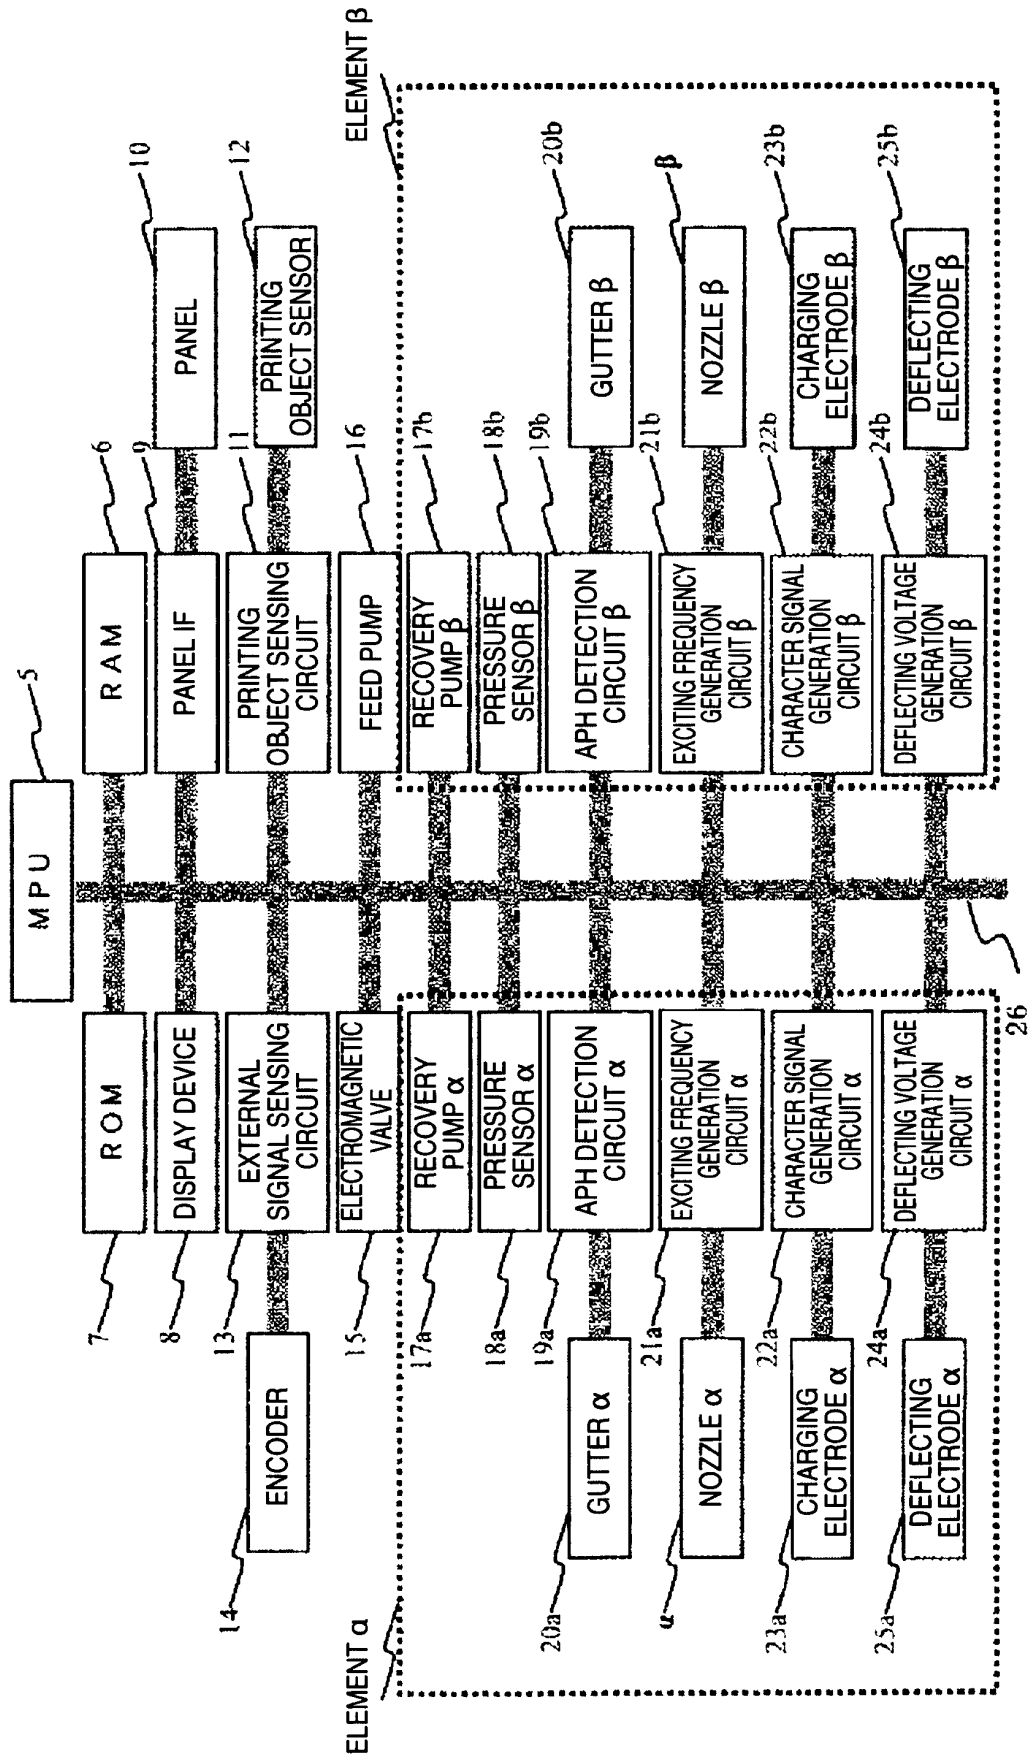 MPU
5
ROM
7
RAM
6
DISPLAY DEVICE
8
PANEL IF
9
PANEL
10
ENCODER
14
EXTERNAL
SIGNAL SENSING
CIRCUIT
13
PRINTING
OBJECT SENSING
CIRCUIT
11
PRINTING
OBJECT SENSOR
12
ELECTROMAGNETIC
VALVE
15
FEED PUMP
16
ELEMENT α
ELEMENT β
RECOVERY
PUMP α
17a
RECOVERY
PUMP β
17b
PRESSURE
SENSOR α
18a
PRESSURE
SENSOR β
18b
GUTTER α
20a
APH DETECTION
CIRCUIT α
19a
APH DETECTION
CIRCUIT β
19b
GUTTER β
20b
NOZZLE α
α
EXCITING FREQUENCY
GENERATION
CIRCUIT α
21a
EXCITING FREQUENCY
GENERATION
CIRCUIT β
21b
NOZZLE β
β
CHARGING
ELECTRODE α
23a
CHARACTER SIGNAL
GENERATION
CIRCUIT α
22a
CHARACTER SIGNAL
GENERATION
CIRCUIT β
22b
CHARGING
ELECTRODE β
23b
DEFLECTING
ELECTRODE α
25a
DEFLECTING VOLTAGE
GENERATION
CIRCUIT α
24a
DEFLECTING VOLTAGE
GENERATION
CIRCUIT β
24b
DEFLECTING
ELECTRODE β
25b
26